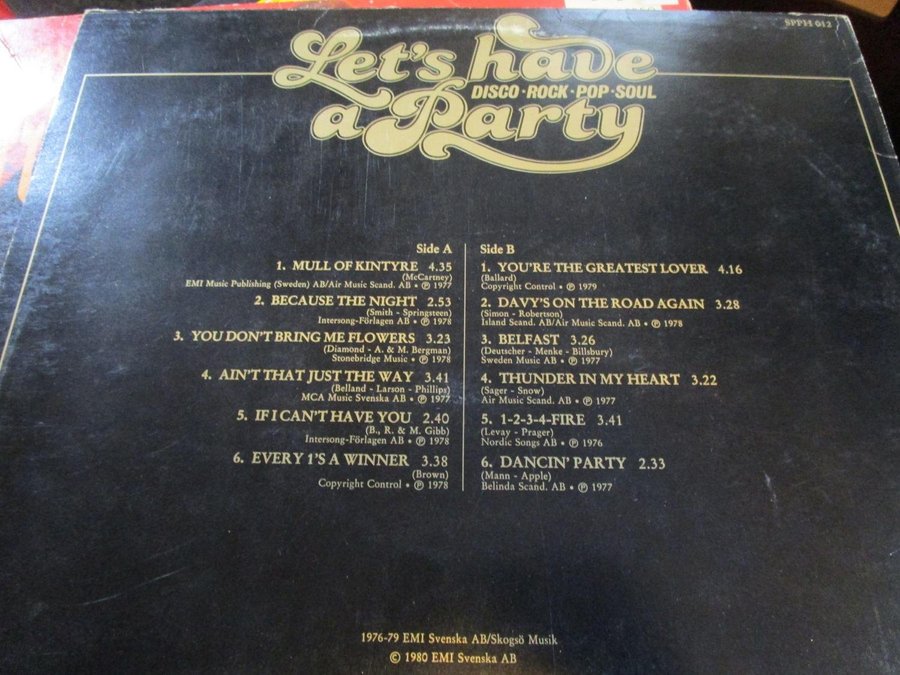 SPPH 042
Let's have
DISCO · ROCK · POP · SOUL
a Party
Side A
1. MULL OF KINTYRE 4.35
(McCartney)
EMI Music Publishing (Sweden) AB/Air Music Scand. AB • ℗ 1977
2. BECAUSE THE NIGHT 2.53
(Smith - Springsteen)
Intersong-Förlagen AB • ℗ 1978
3. YOU DON'T BRING ME FLOWERS 3.23
(Diamond - A. & M. Bergman)
Stonebridge Music • ℗ 1978
4. AIN'T THAT JUST THE WAY 3.41
(Belland - Larson - Phillips)
MCA Music Svenska AB • ℗ 1977
5. IF I CAN'T HAVE YOU 2.40
(B., R. & M. Gibb)
Intersong-Förlagen AB • ℗ 1978
6. EVERY 1'S A WINNER 3.38
(Brown)
Copyright Control • ℗ 1978
Side B
1. YOU'RE THE GREATEST LOVER 4.16
(Ballard)
Copyright Control • ℗ 1979
2. DAVY'S ON THE ROAD AGAIN 3.28
(Simon - Robertson)
Island Scand. AB/Air Music Scand. AB • ℗ 1978
3. BELFAST 3.26
(Deutscher - Menke - Billsbury)
Sweden Music AB • ℗ 1977
4. THUNDER IN MY HEART 3.22
(Sager - Snow)
Air Music Scand. AB • ℗ 1977
5. 1-2-3-4-FIRE 3.41
(Levay - Prager)
Nordic Songs AB • ℗ 1976
6. DANCIN' PARTY 2.33
(Mann - Apple)
Belinda Scand. AB • ℗ 1977
1976-79 EMI Svenska AB/Skogsö Musik
© 1980 EMI Svenska AB